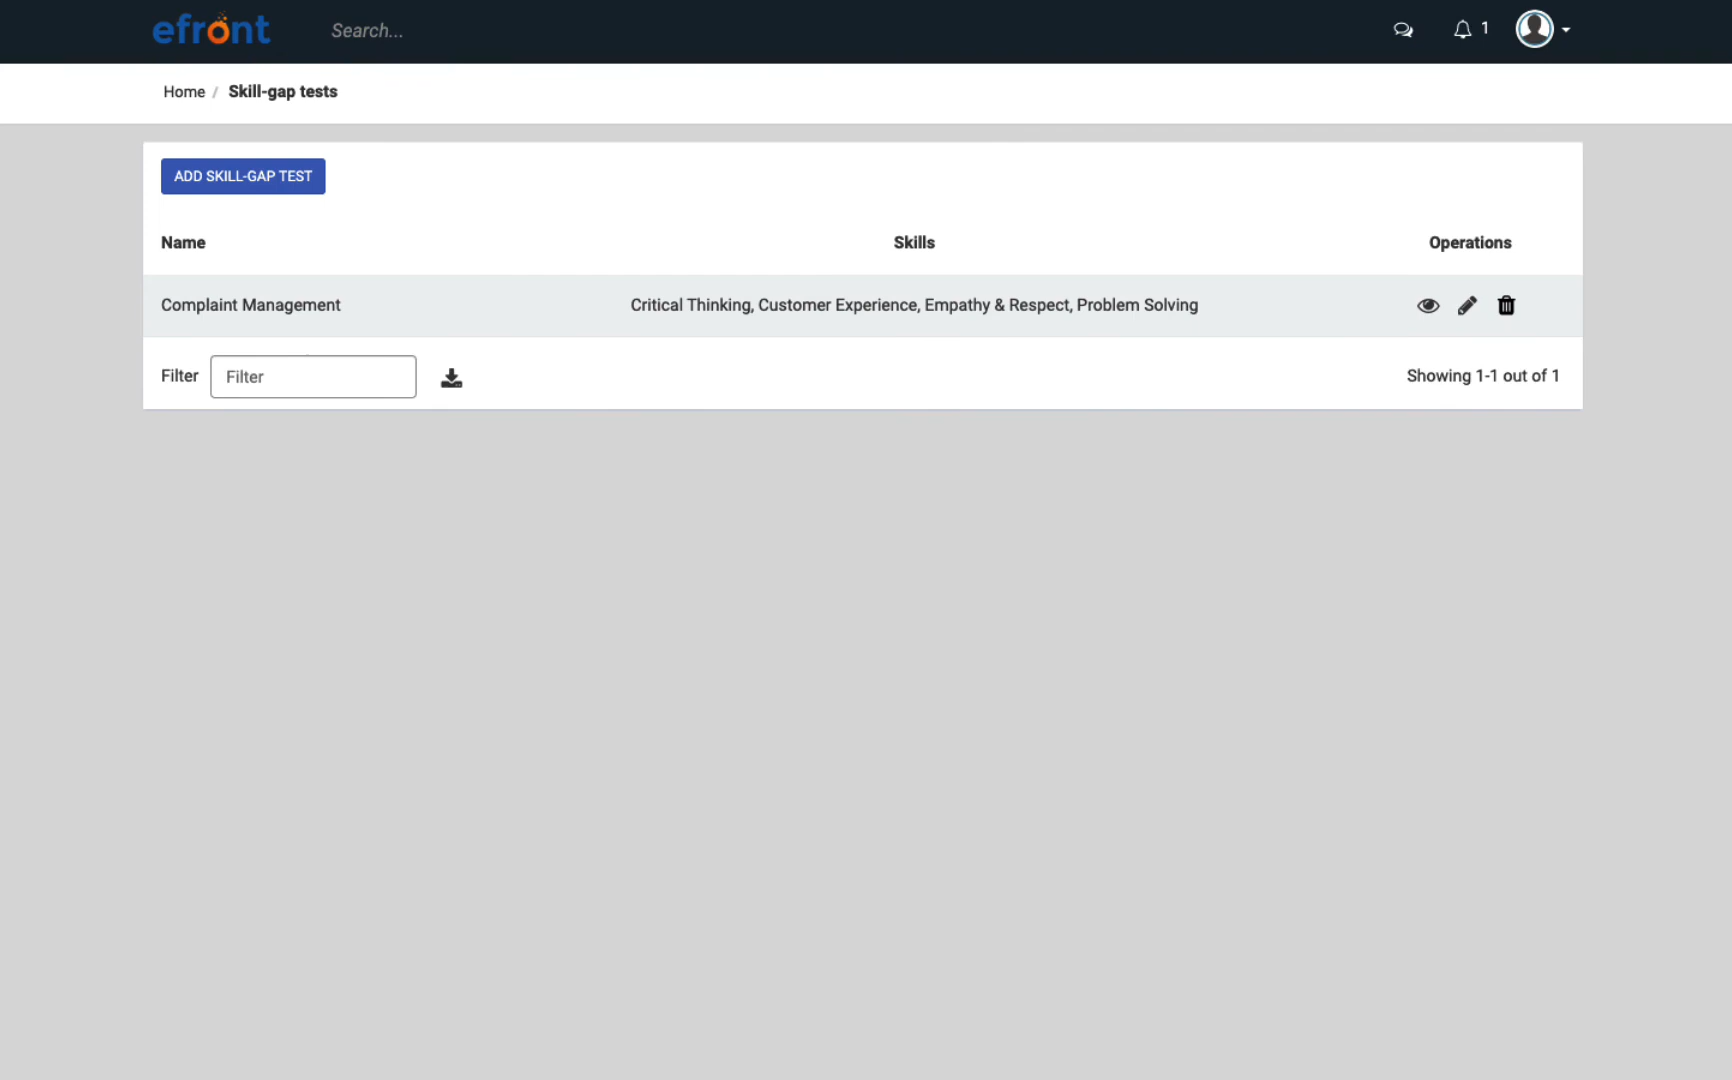 efront
Search...
1
Home / Skill-gap tests
ADD SKILL-GAP TEST
Name Skills Operations
Complaint Management Critical Thinking, Customer Experience, Empathy & Respect, Problem Solving
Filter Filter Showing 1-1 out of 1